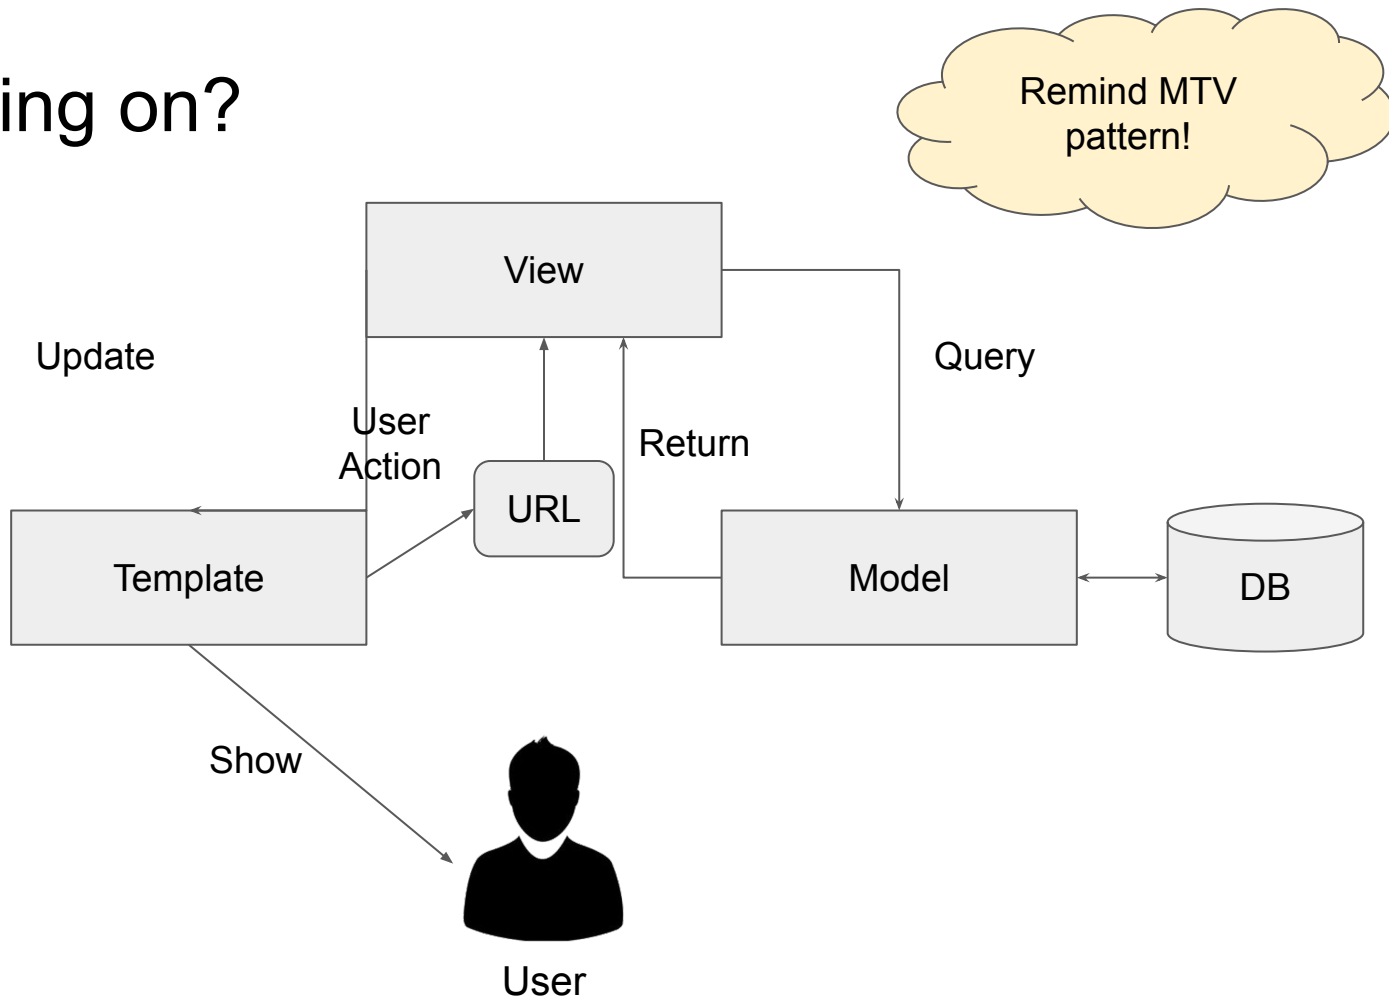 ing on?
Remind MTV
pattern!
View
Update
Query
User
Action
Return
URL
Template
Model
DB
Show
User